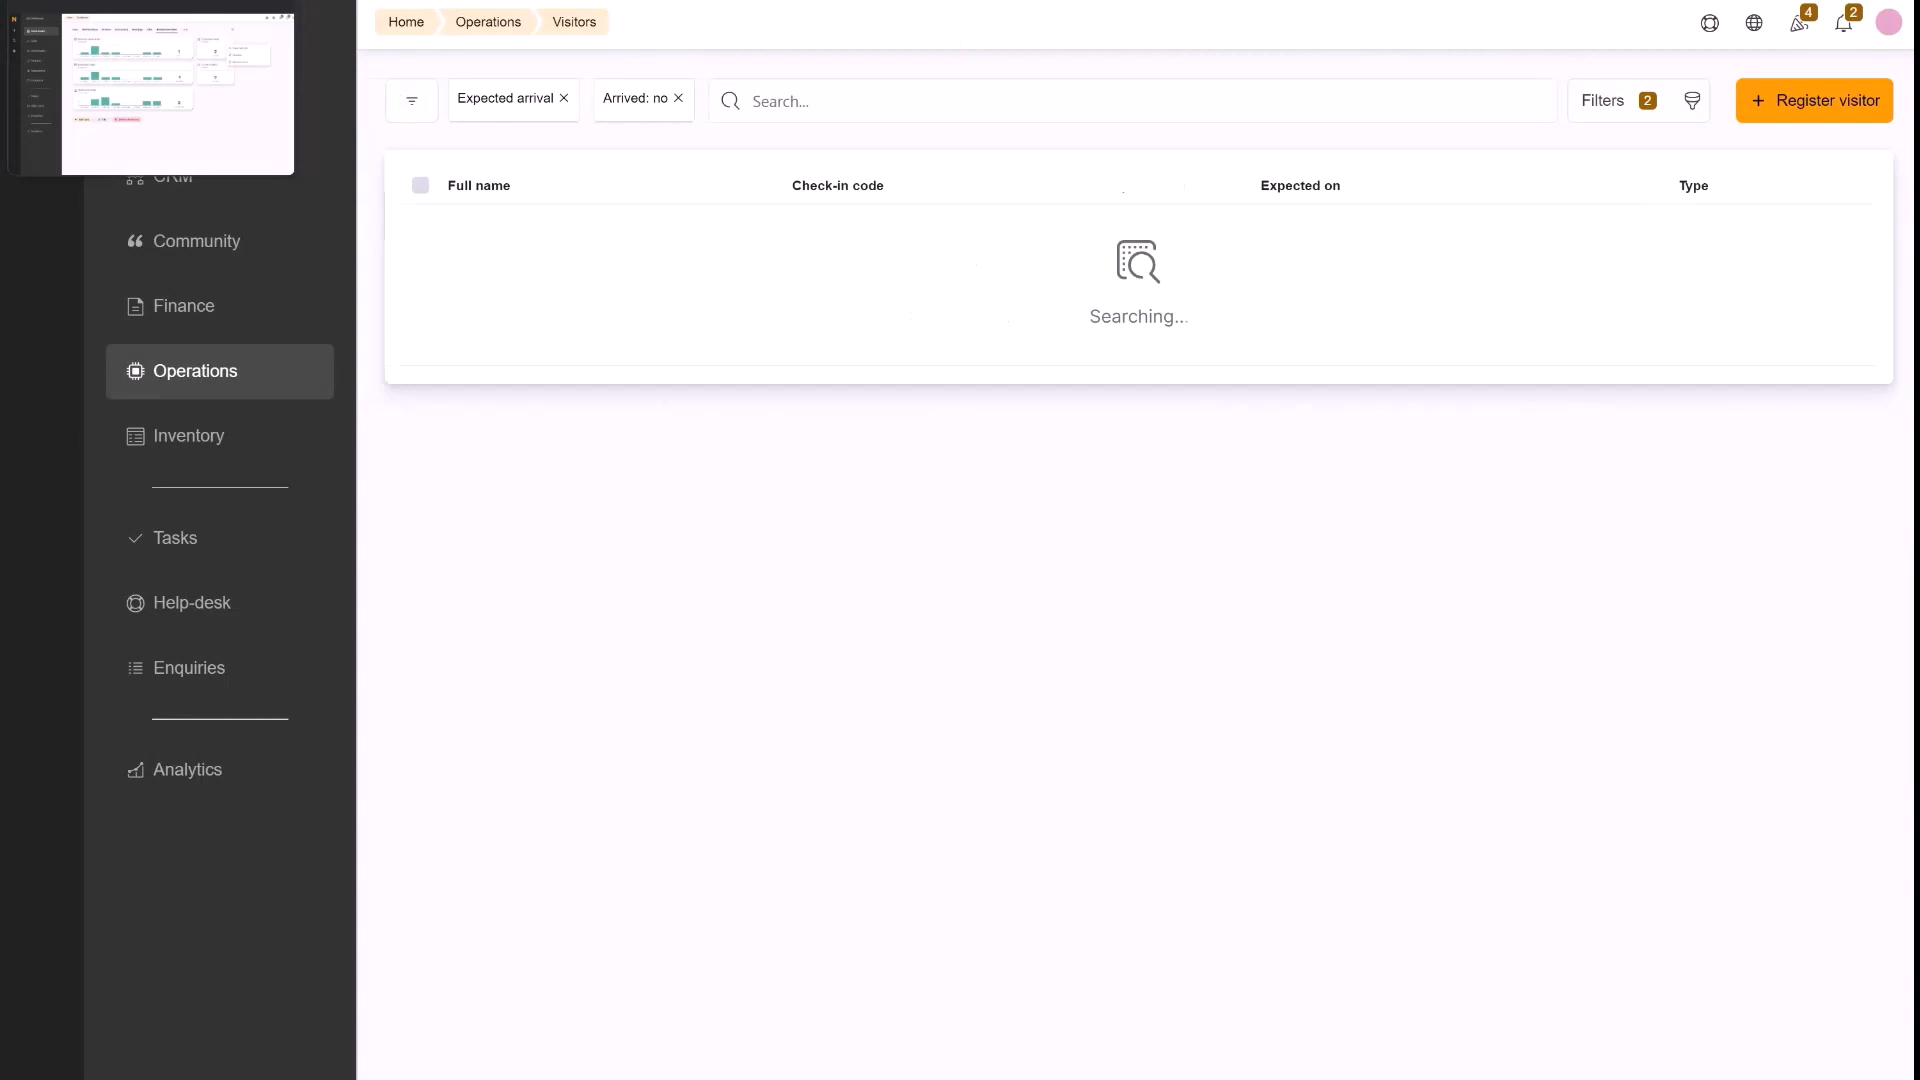 Home
Operations
Visitors
4
2
Expected arrival
Arrived: no
Search...
Filters
2
Register visitor
Full name
Check-in code
Expected on
Type
Searching...
CRM
Community
Finance
Operations
Inventory
Tasks
Help-desk
Enquiries
Analytics